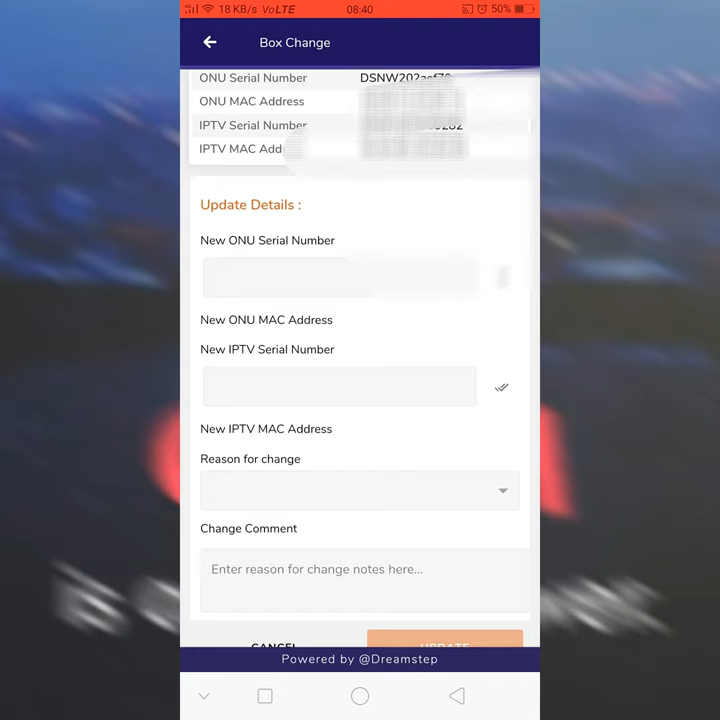 18 KB/s VoLTE 08:40 50%
Box Change
ONU Serial Number
ONU MAC Address
IPTV Serial Number
IPTV MAC
Update Details :
New ONU Serial Number
New ONU MAC Address
New IPTV Serial Number
New IPTV MAC Address
Reason for change
Change Comment
Enter reason for change notes here...
CANCEL UPDATE
Powered by @Dreamstep